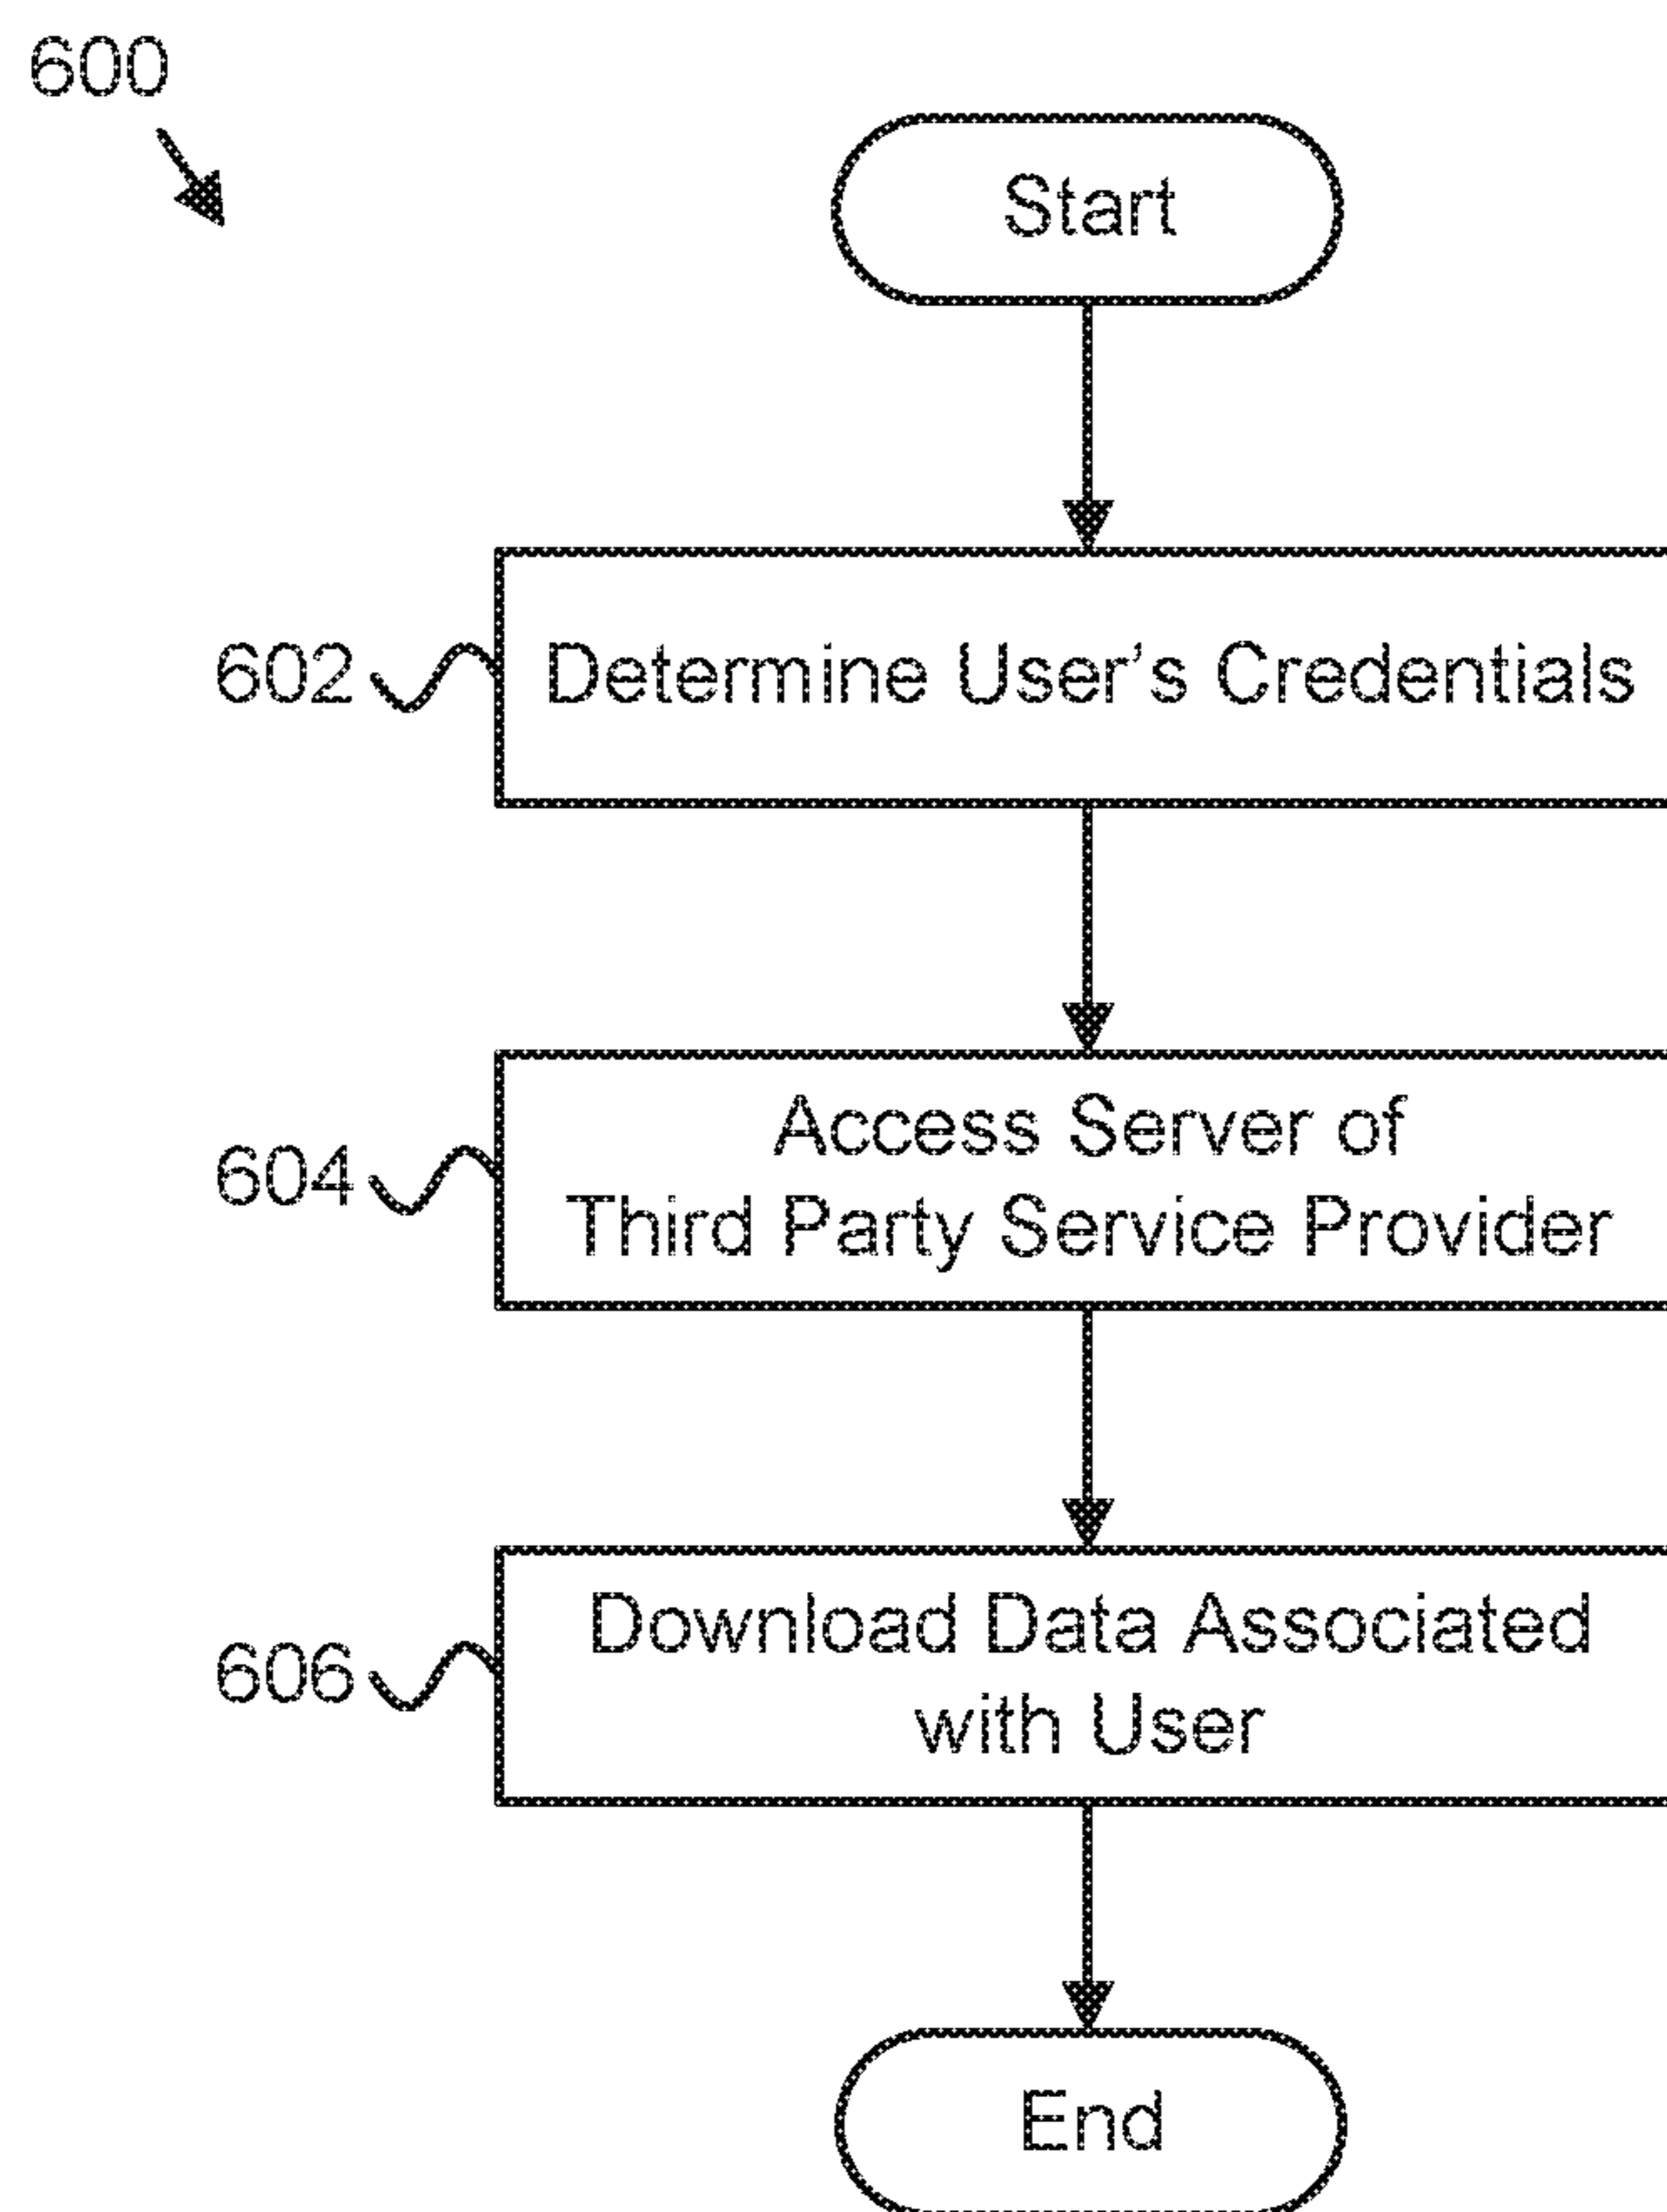 600
Start
602
Determine User's Credentials
604
Access Server of
Third Party Service Provider
606
Download Data Associated
with User
End